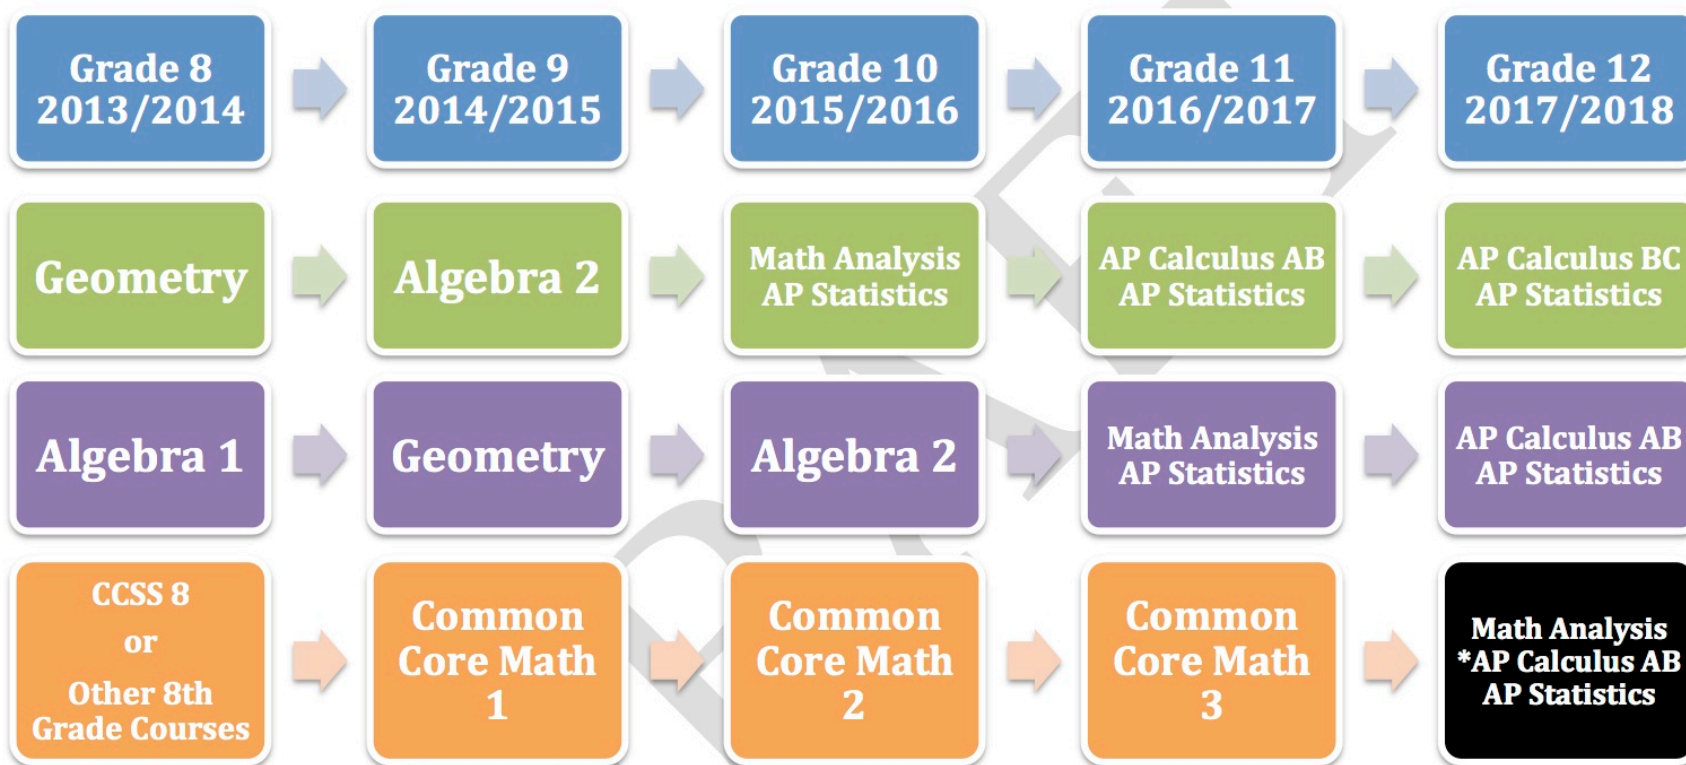 Grade 8
2013/2014
Grade 9
2014/2015
Grade 10
2015/2016
Grade 11
2016/2017
Grade 12
2017/2018
Geometry
Algebra 2
Math Analysis
AP Statistics
AP Calculus AB
AP Statistics
AP Calculus BC
AP Statistics
Algebra 1
Geometry
Algebra 2
Math Analysis
AP Statistics
AP Calculus AB
AP Statistics
CCSS 8
or
Other 8th
Grade Courses
Common
Core Math
1
Common
Core Math
2
Common
Core Math
3
Math Analysis
*AP Calculus AB
AP Statistics